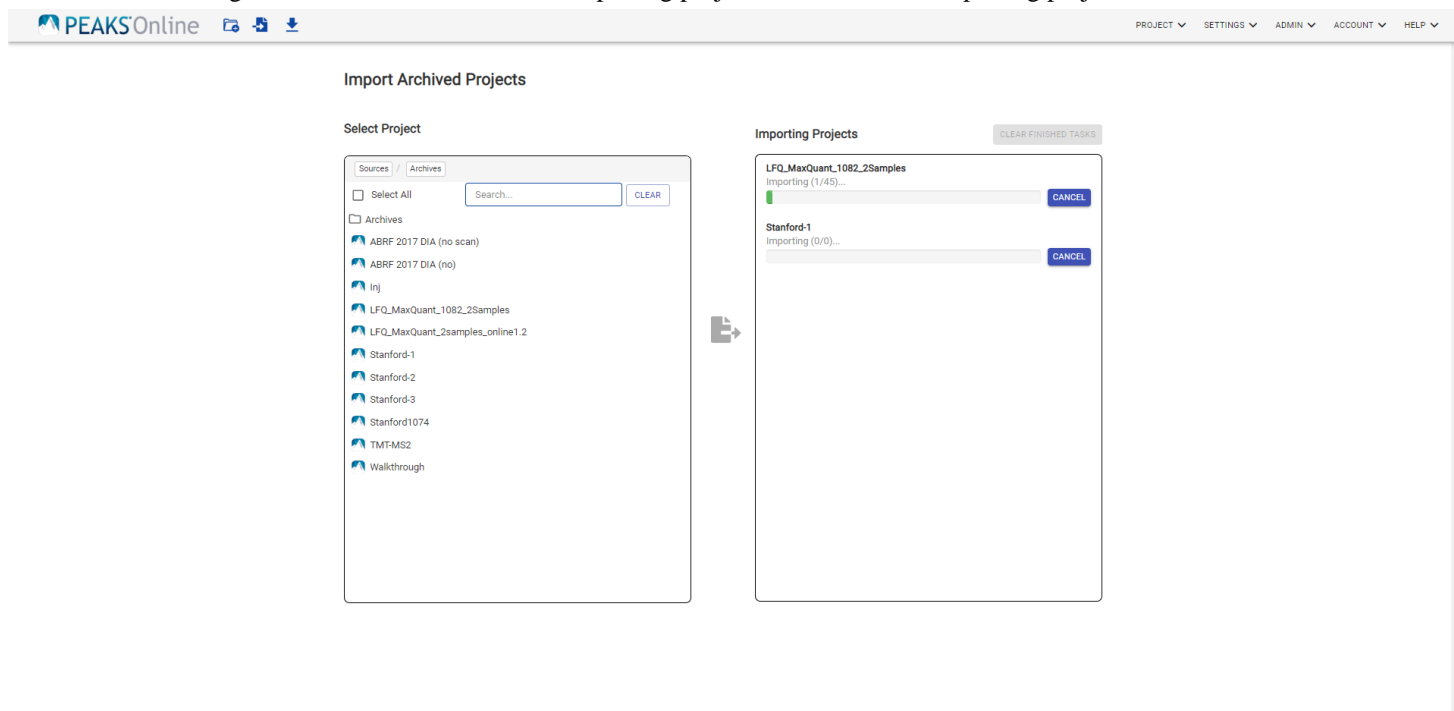 PEAKS Online
PROJECT SETTINGS ADMIN ACCOUNT HELP
Import Archived Projects
Select Project
Sources / Archives
Select All Search... CLEAR
Archives
ABRF 2017 DIA (no scan)
ABRF 2017 DIA (no)
Inj
LFQ_MaxQuant_1082_2Samples
LFQ_MaxQuant_2samples_online1.2
Stanford-1
Stanford-2
Stanford-3
Stanford1074
TMT-MS2
Walkthrough
Importing Projects CLEAR FINISHED TASKS
LFQ_MaxQuant_1082_2Samples
Importing (1/45)...
CANCEL
Stanford-1
Importing (0/0)...
CANCEL